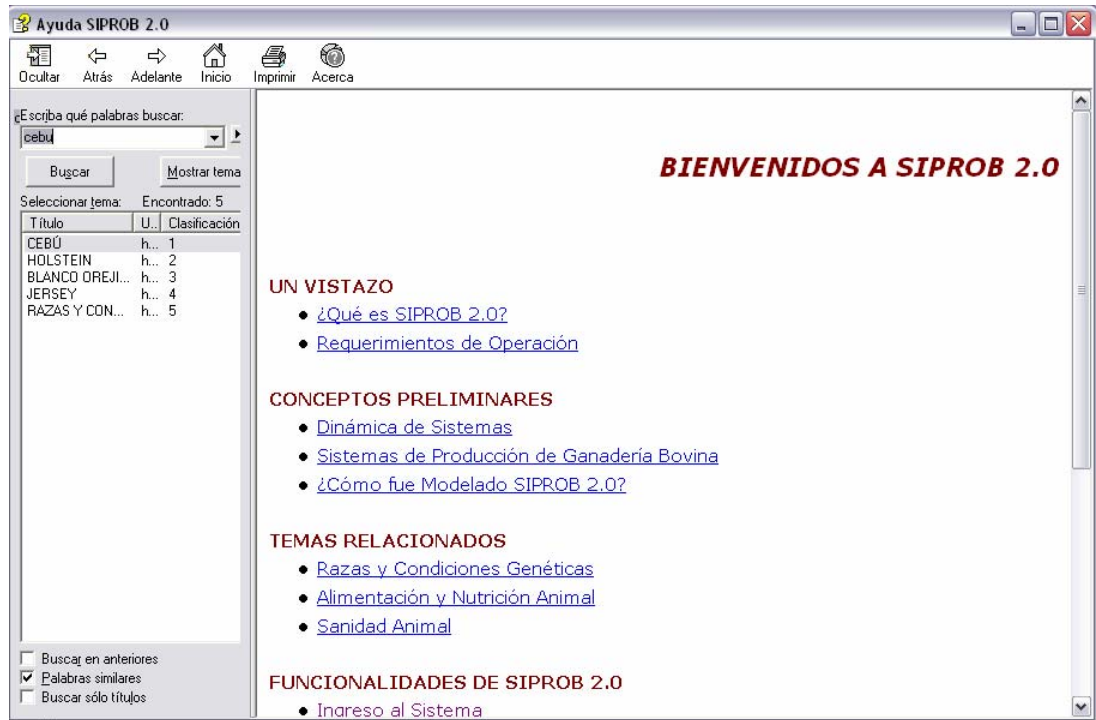 Ayuda SIPROB 2.0
Ocultar Atrás Adelante Inicio Imprimir Acerca
Escriba qué palabras buscar:
cebu
Buscar Mostrar tema
Seleccionar tema: Encontrado: 5
Título U.. Clasificación
CEBÚ h... 1
HOLSTEIN h... 2
BLANCO OREJI... h... 3
JERSEY h... 4
RAZAS Y CON... h... 5
Buscar en anteriores
Palabras similares
Buscar sólo títulos
BIENVENIDOS A SIPROB 2.0
UN VISTAZO
¿Qué es SIPROB 2.0?
Requerimientos de Operación
CONCEPTOS PRELIMINARES
Dinámica de Sistemas
Sistemas de Producción de Ganadería Bovina
¿Cómo fue Modelado SIPROB 2.0?
TEMAS RELACIONADOS
Razas y Condiciones Genéticas
Alimentación y Nutrición Animal
Sanidad Animal
FUNCIONALIDADES DE SIPROB 2.0
Ingreso al Sistema